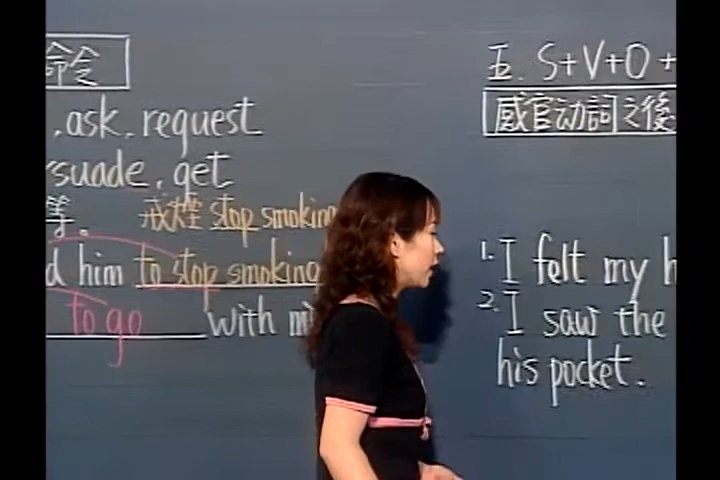 命令
.ask.request
suade.get
等。 戒煙 stop smoking
d him to stop smoking
to go with m
五. S+V+O+
感官动詞之後
1. I felt my h
2. I saw the
his pocket.